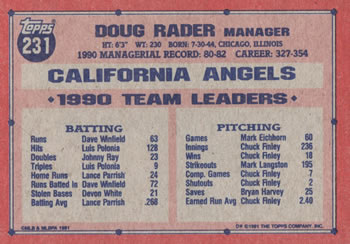 Topps
231
DOUG RADER MANAGER
HT: 6'3" WT: 230 BORN: 7-30-44, CHICAGO, ILLINOIS
1990 MANAGERIAL RECORD: 80-82 CAREER: 327-354
CALIFORNIA ANGELS
1990 TEAM LEADERS
BATTING
Runs Dave Winfield 63
Hits Luis Polonia 128
Doubles Johnny Ray 23
Triples Luis Polonia 9
Home Runs Lance Parrish 24
Runs Batted In Dave Winfield 72
Stolen Bases Devon White 21
Batting Avg Lance Parrish .268
PITCHING
Games Mark Eichhorn 60
Innings Chuck Finley 236
Wins Chuck Finley 18
Strikeouts Mark Langston 195
Comp. Games Chuck Finley 7
Shutouts Chuck Finley 2
Saves Bryan Harvey 25
Earned Run Avg. Chuck Finley 2.40
©MLB & MLBPA 1991
©1991 THE TOPPS COMPANY, INC.